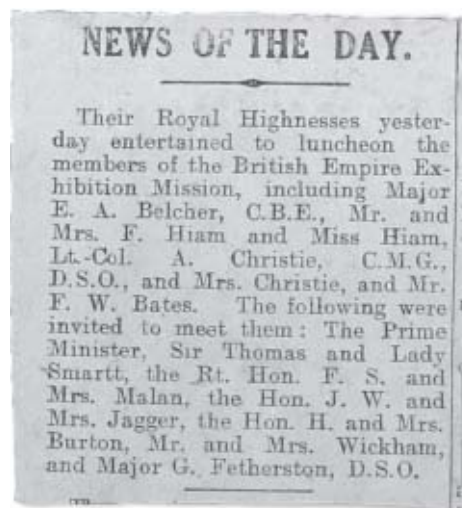 NEWS OF THE DAY.
Their Royal Highnesses yester-
day entertained to luncheon the
members of the British Empire Ex-
hibition Mission, including Major
E. A. Belcher, C.B.E., Mr. and
Mrs. F. Hiam and Miss Hiam,
Lt.-Col. A. Christie, C.M.G.,
D.S.O., and Mrs. Christie, and Mr.
F. W. Bates. The following were
invited to meet them: The Prime
Minister, Sir Thomas and Lady
Smartt, the Rt. Hon. F. S. and
Mrs. Malan, the Hon. J. W. and
Mrs. Jagger, the Hon. H. and Mrs.
Burton, Mr. and Mrs. Wickham,
and Major G. Fetherston, D.S.O.